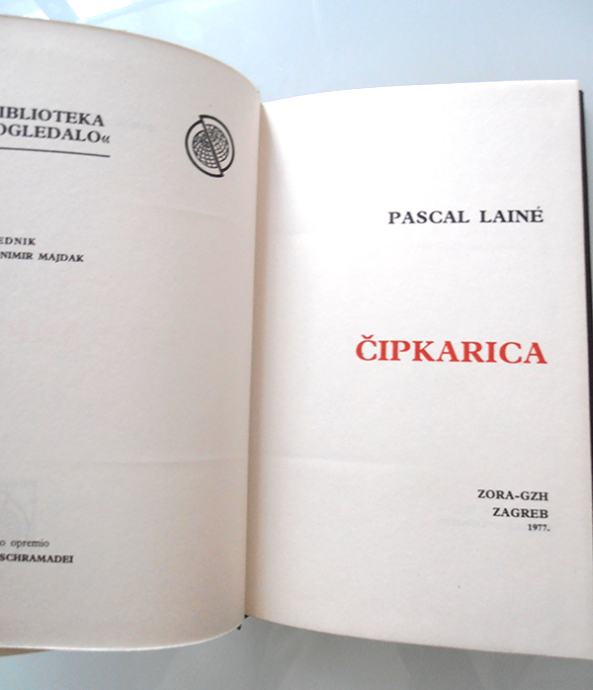 IBLIOTEKA
OGLEDALO«
EDNIK
NIMIR MAJDAK
o opremio
SCHRAMADEI
PASCAL LAINÉ
ČIPKARICA
ZORA-GZH
ZAGREB
1977.